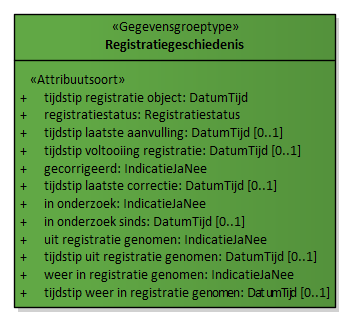 «Gegevensgroeptype»
Registratiegeschiedenis
«Attribuutsoort»
+ tijdstip registratie object: DatumTijd
+ registratiestatus: Registratiestatus
+ tijdstip laatste aanvulling: DatumTijd [0..1]
+ tijdstip voltooiing registratie: DatumTijd [0..1]
+ gecorrigeerd: IndicatieJaNee
+ tijdstip laatste correctie: DatumTijd [0..1]
+ in onderzoek: IndicatieJaNee
+ in onderzoek sinds: DatumTijd [0..1]
+ uit registratie genomen: IndicatieJaNee
+ tijdstip uit registratie genomen: DatumTijd [0..1]
+ weer in registratie genomen: IndicatieJaNee
+ tijdstip weer in registratie genomen: DatumTijd [0..1]